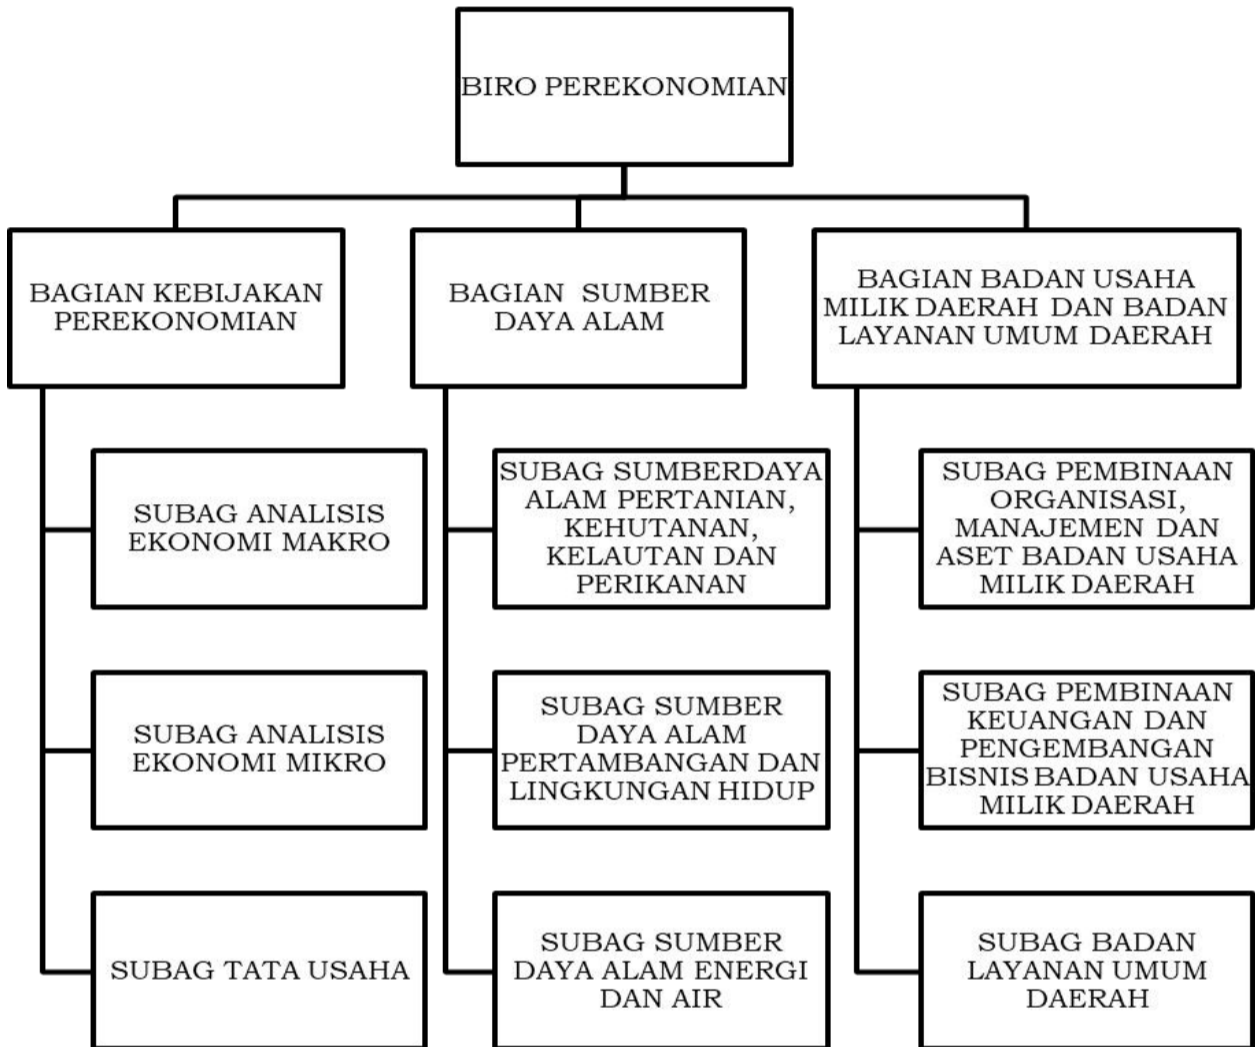 BIRO PEREKONOMIAN
BAGIAN KEBIJAKAN
PEREKONOMIAN
BAGIAN SUMBER
DAYA ALAM
BAGIAN BADAN USAHA
MILIK DAERAH DAN BADAN
LAYANAN UMUM DAERAH
SUBAG ANALISIS
EKONOMI MAKRO
SUBAG SUMBERDAYA
ALAM PERTANIAN,
KEHUTANAN,
KELAUTAN DAN
PERIKANAN
SUBAG PEMBINAAN
ORGANISASI,
MANAJEMEN DAN
ASET BADAN USAHA
MILIK DAERAH
SUBAG ANALISIS
EKONOMI MIKRO
SUBAG SUMBER
DAYA ALAM
PERTAMBANGAN DAN
LINGKUNGAN HIDUP
SUBAG PEMBINAAN
KEUANGAN DAN
PENGEMBANGAN
BISNIS BADAN USAHA
MILIK DAERAH
SUBAG TATA USAHA
SUBAG SUMBER
DAYA ALAM ENERGI
DAN AIR
SUBAG BADAN
LAYANAN UMUM
DAERAH